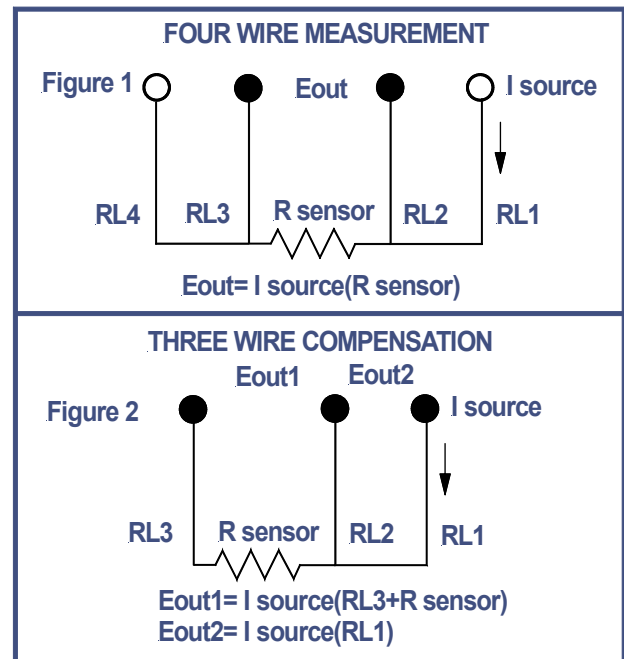 FOUR WIRE MEASUREMENT
Figure 1 Eout I source
RL4 RL3 R sensor RL2 RL1
Eout= I source(R sensor)
THREE WIRE COMPENSATION
Eout1 Eout2
Figure 2 I source
RL3 R sensor RL2 RL1
Eout1= I source(RL3+R sensor)
Eout2= I source(RL1)